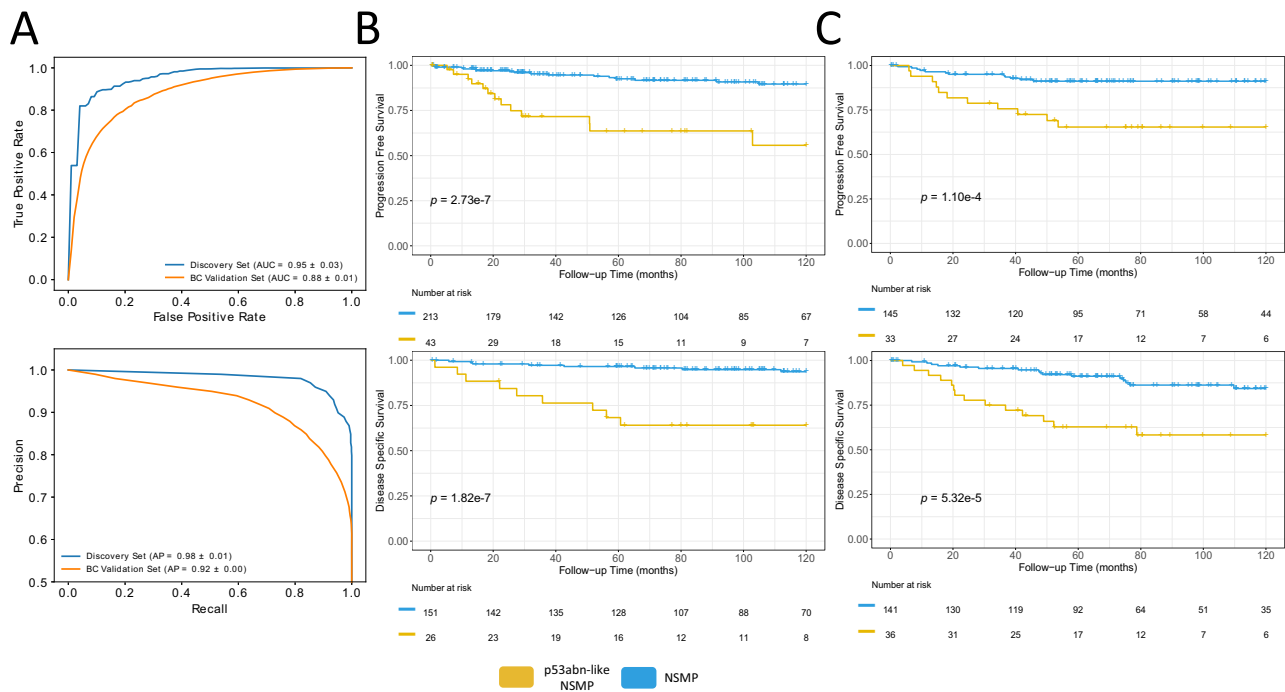 A
B
C
1.0
0.8
0.6
0.4
0.2
0.0
True Positive Rate
Discovery Set (AUC = 0.95 ± 0.03)
BC Validation Set (AUC = 0.88 ± 0.01)
0.0 0.2 0.4 0.6 0.8 1.0
False Positive Rate
1.0
0.9
0.8
0.7
0.6
0.5
Precision
Discovery Set (AP = 0.98 ± 0.01)
BC Validation Set (AP = 0.92 ± 0.00)
0.0 0.2 0.4 0.6 0.8 1.0
Recall
1.00
0.75
0.50
0.25
0.00
Progression Free Survival
p = 2.73e-7
0 20 40 60 80 100 120
Follow-up Time (months)
Number at risk
213 179 142 126 104 85 67
43 29 18 15 11 9 7
1.00
0.75
0.50
0.25
0.00
Disease Specific Survival
p = 1.82e-7
0 20 40 60 80 100 120
Follow-up Time (months)
Number at risk
151 142 135 128 107 88 70
26 23 19 16 12 11 8
1.00
0.75
0.50
0.25
0.00
Progression Free Survival
p = 1.10e-4
0 20 40 60 80 100 120
Follow-up Time (months)
Number at risk
145 132 120 95 71 58 44
33 27 24 17 12 7 6
1.00
0.75
0.50
0.25
0.00
Disease Specific Survival
p = 5.32e-5
0 20 40 60 80 100 120
Follow-up Time (months)
Number at risk
141 130 119 92 64 51 35
36 31 25 17 12 7 6
p53abn-like
NSMP
NSMP